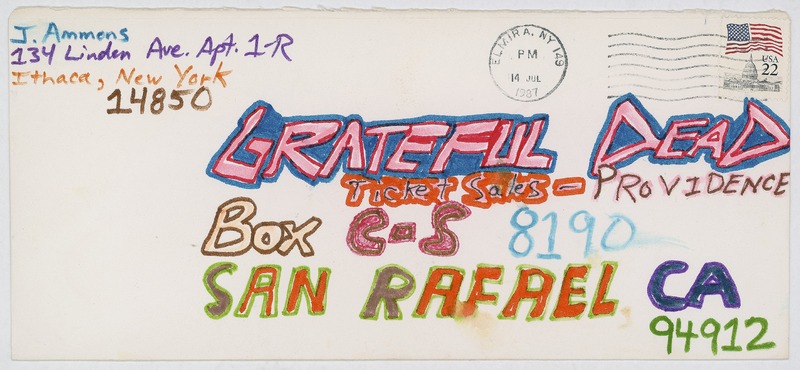 J. Ammens
134 Linden Ave. Apt. 1-R
Ithaca, New York
14850
ELMIRA, NY 149
PM
14 JUL
1987
USA
22
GRATEFUL DEAD
Ticket Sales - PROVIDENCE
Box C-S 8190
SAN RAFAEL CA
94912